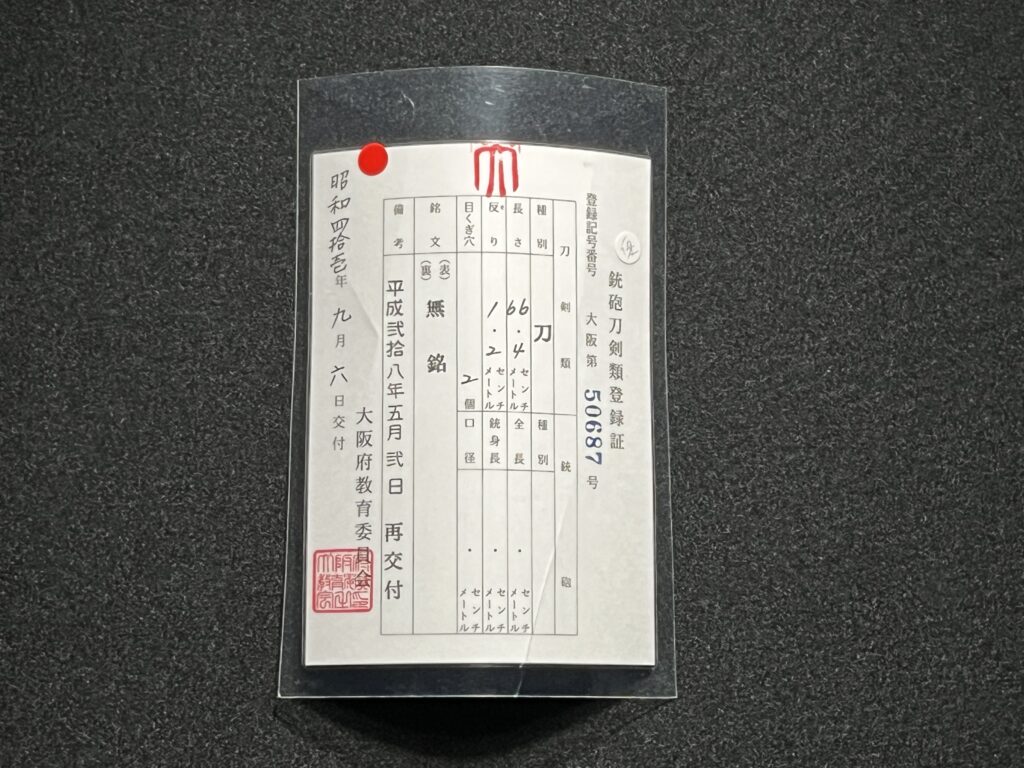 銃砲刀剣類登録証
登録記号番号 大阪第 50687 号
刀剣類 銃砲
種別 刀 種別
長さ 66.4 センチメートル 全長 . センチメートル
反り 1.2 センチメートル 銃身長 . センチメートル
目くぎ穴 2 個 口径 . センチメートル
銘文 (表) 無銘
(裏)
備考 平成弐拾八年五月弐日 再交付
大阪府教育委員会
昭和四拾壱年 九月 六日交付